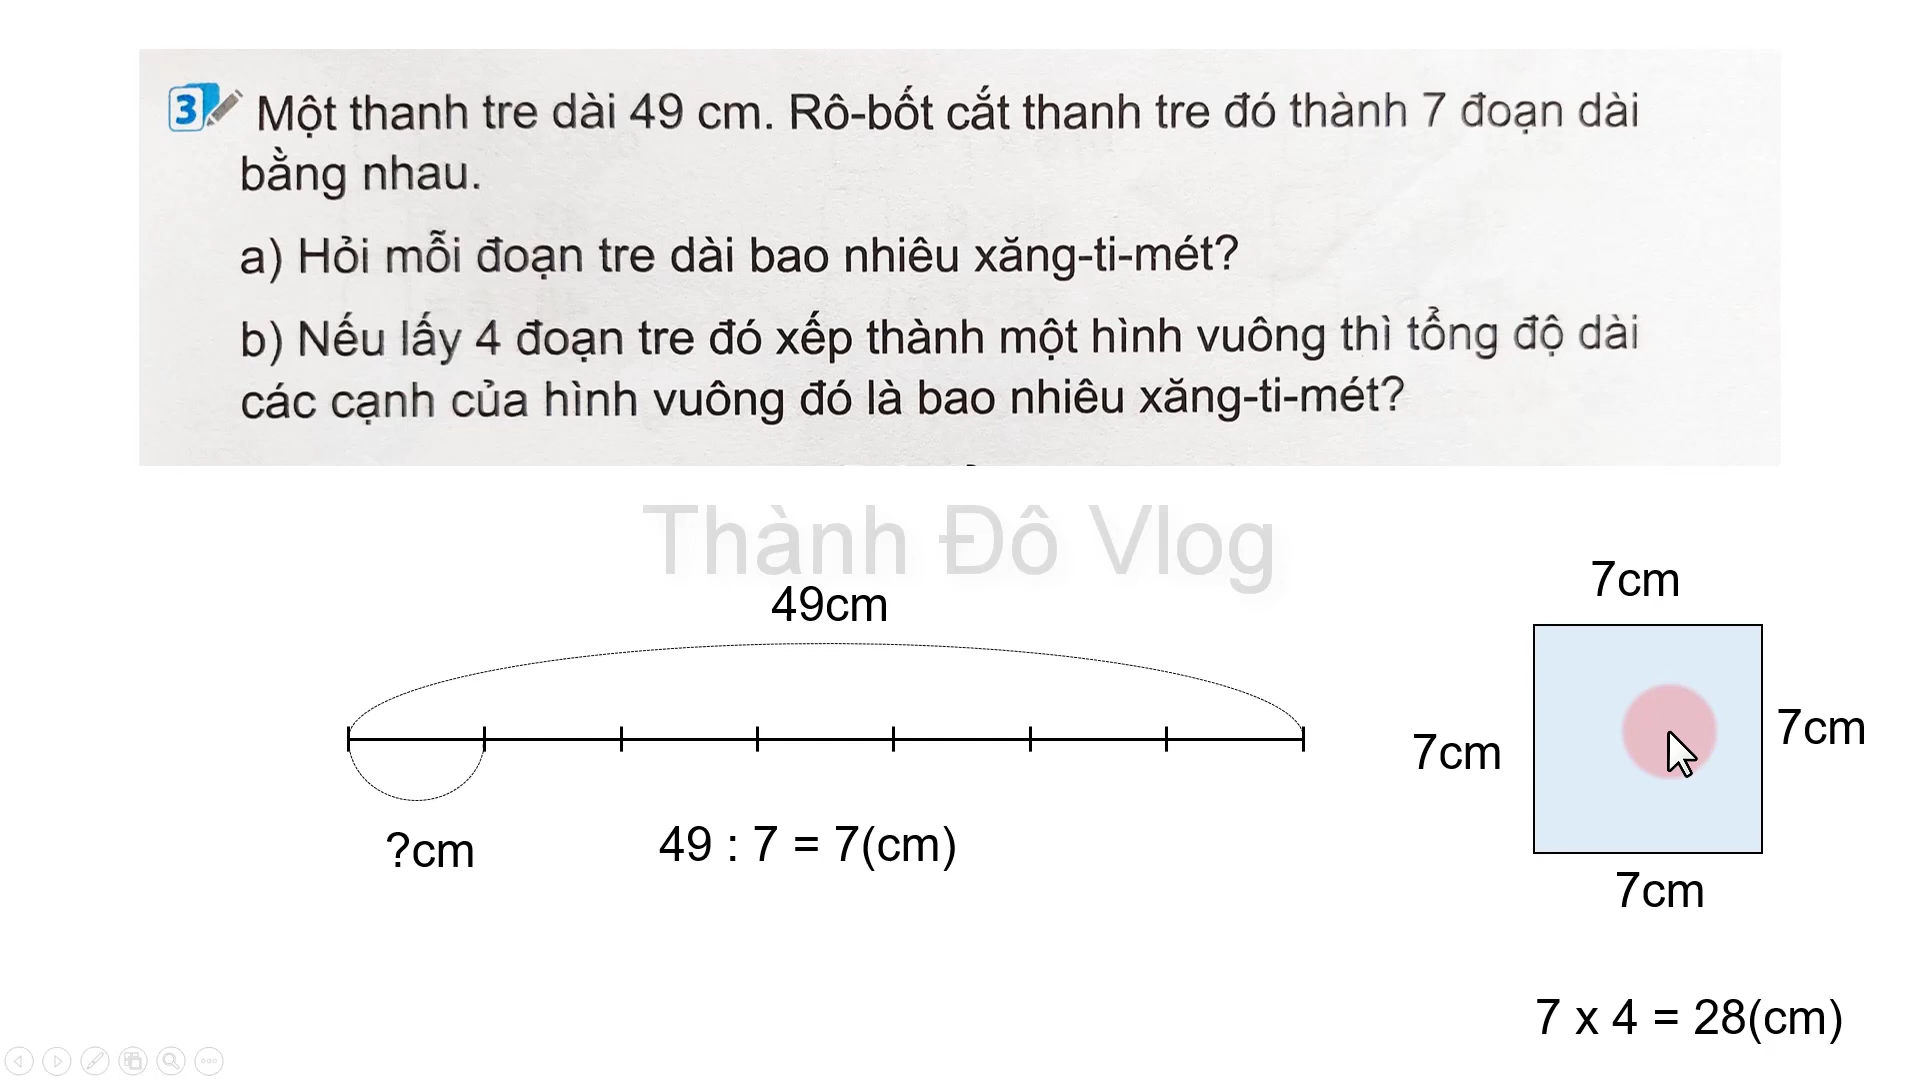 3 Một thanh tre dài 49 cm. Rô-bốt cắt thanh tre đó thành 7 đoạn dài
bằng nhau.
a) Hỏi mỗi đoạn tre dài bao nhiêu xăng-ti-mét?
b) Nếu lấy 4 đoạn tre đó xếp thành một hình vuông thì tổng độ dài
các cạnh của hình vuông đó là bao nhiêu xăng-ti-mét?
Thành Đô Vlog
49cm
?cm
49 : 7 = 7(cm)
7cm
7cm
7cm
7cm
7 x 4 = 28(cm)